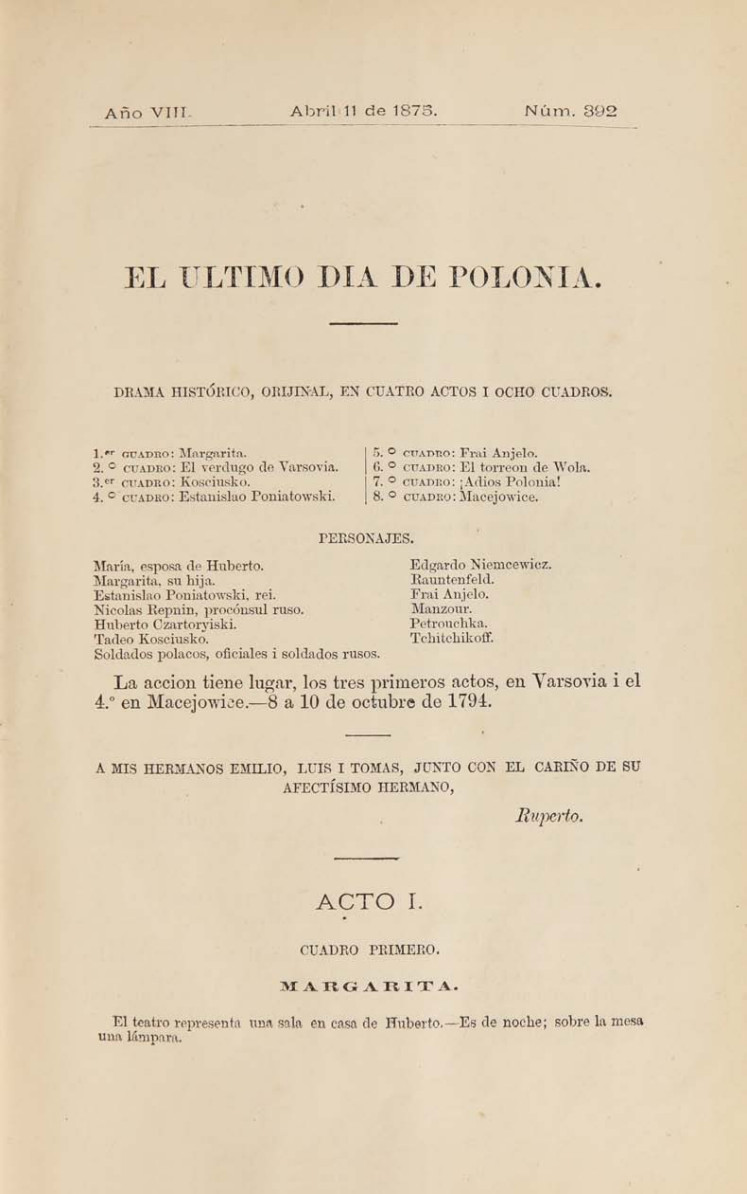 Año VIII. Abril 11 de 1875. Núm. 392
EL ULTIMO DIA DE POLONIA.
DRAMA HISTÓRICO, ORIJINAL, EN CUATRO ACTOS I OCHO CUADROS.
1.er CUADRO: Margarita.
2.º CUADRO: El verdugo de Varsovia.
3.er CUADRO: Kosciusko.
4.º CUADRO: Estanislao Poniatowski.
5.º CUADRO: Frai Anjelo.
6.º CUADRO: El torreon de Wola.
7.º CUADRO: ¡Adios Polonia!
8.º CUADRO: Macejowice.
PERSONAJES.
María, esposa de Huberto.
Margarita, su hija.
Estanislao Poniatowski, rei.
Nicolas Repnin, procónsul ruso.
Huberto Czartoryiski.
Tadeo Kosciusko.
Soldados polacos, oficiales i soldados rusos.
Edgardo Niemcewicz.
Rauntenfeld.
Frai Anjelo.
Manzour.
Petrouchka.
Tchitchikoff.
La accion tiene lugar, los tres primeros actos, en Varsovia i el
4.º en Macejowice.—8 a 10 de octubre de 1794.
A MIS HERMANOS EMILIO, LUIS I TOMAS, JUNTO CON EL CARIÑO DE SU
AFECTÍSIMO HERMANO,
Ruperto.
ACTO I.
CUADRO PRIMERO.
MARGARITA.
El teatro representa una sala en casa de Huberto.—Es de noche; sobre la mesa
una lámpara.